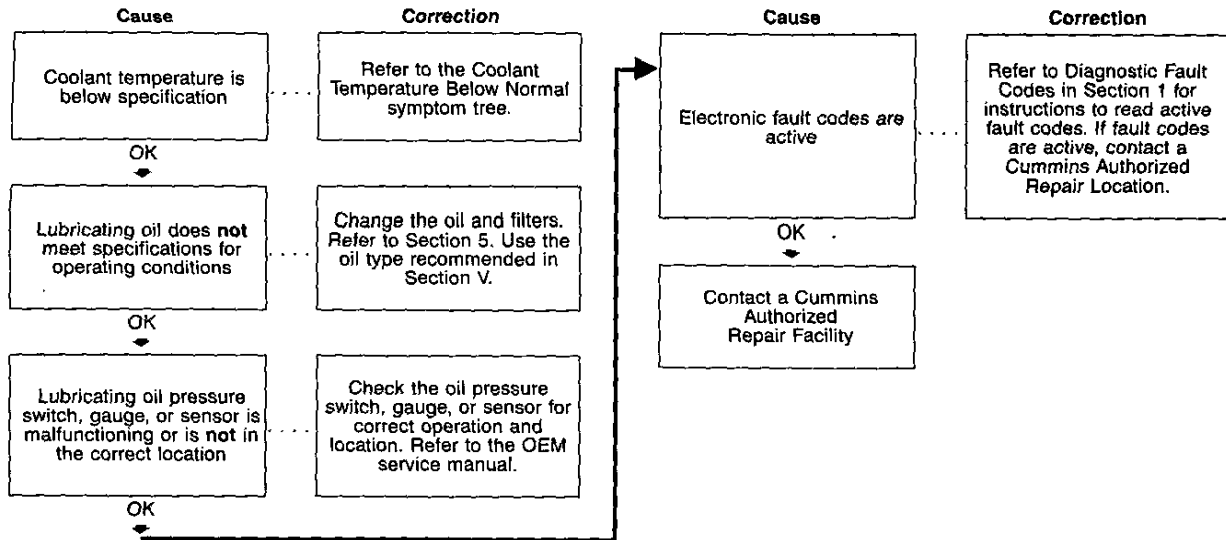 Cause
Correction
Coolant temperature is
below specification
Refer to the Coolant
Temperature Below Normal
symptom tree.
OK
Lubricating oil does not
meet specifications for
operating conditions
Change the oil and filters.
Refer to Section 5. Use the
oil type recommended in
Section V.
OK
Lubricating oil pressure
switch, gauge, or sensor is
malfunctioning or is not in
the correct location
Check the oil pressure
switch, gauge, or sensor for
correct operation and
location. Refer to the OEM
service manual.
OK
Cause
Correction
Electronic fault codes are
active
Refer to Diagnostic Fault
Codes in Section 1 for
instructions to read active
fault codes. If fault codes
are active, contact a
Cummins Authorized
Repair Location.
OK
Contact a Cummins
Authorized
Repair Facility